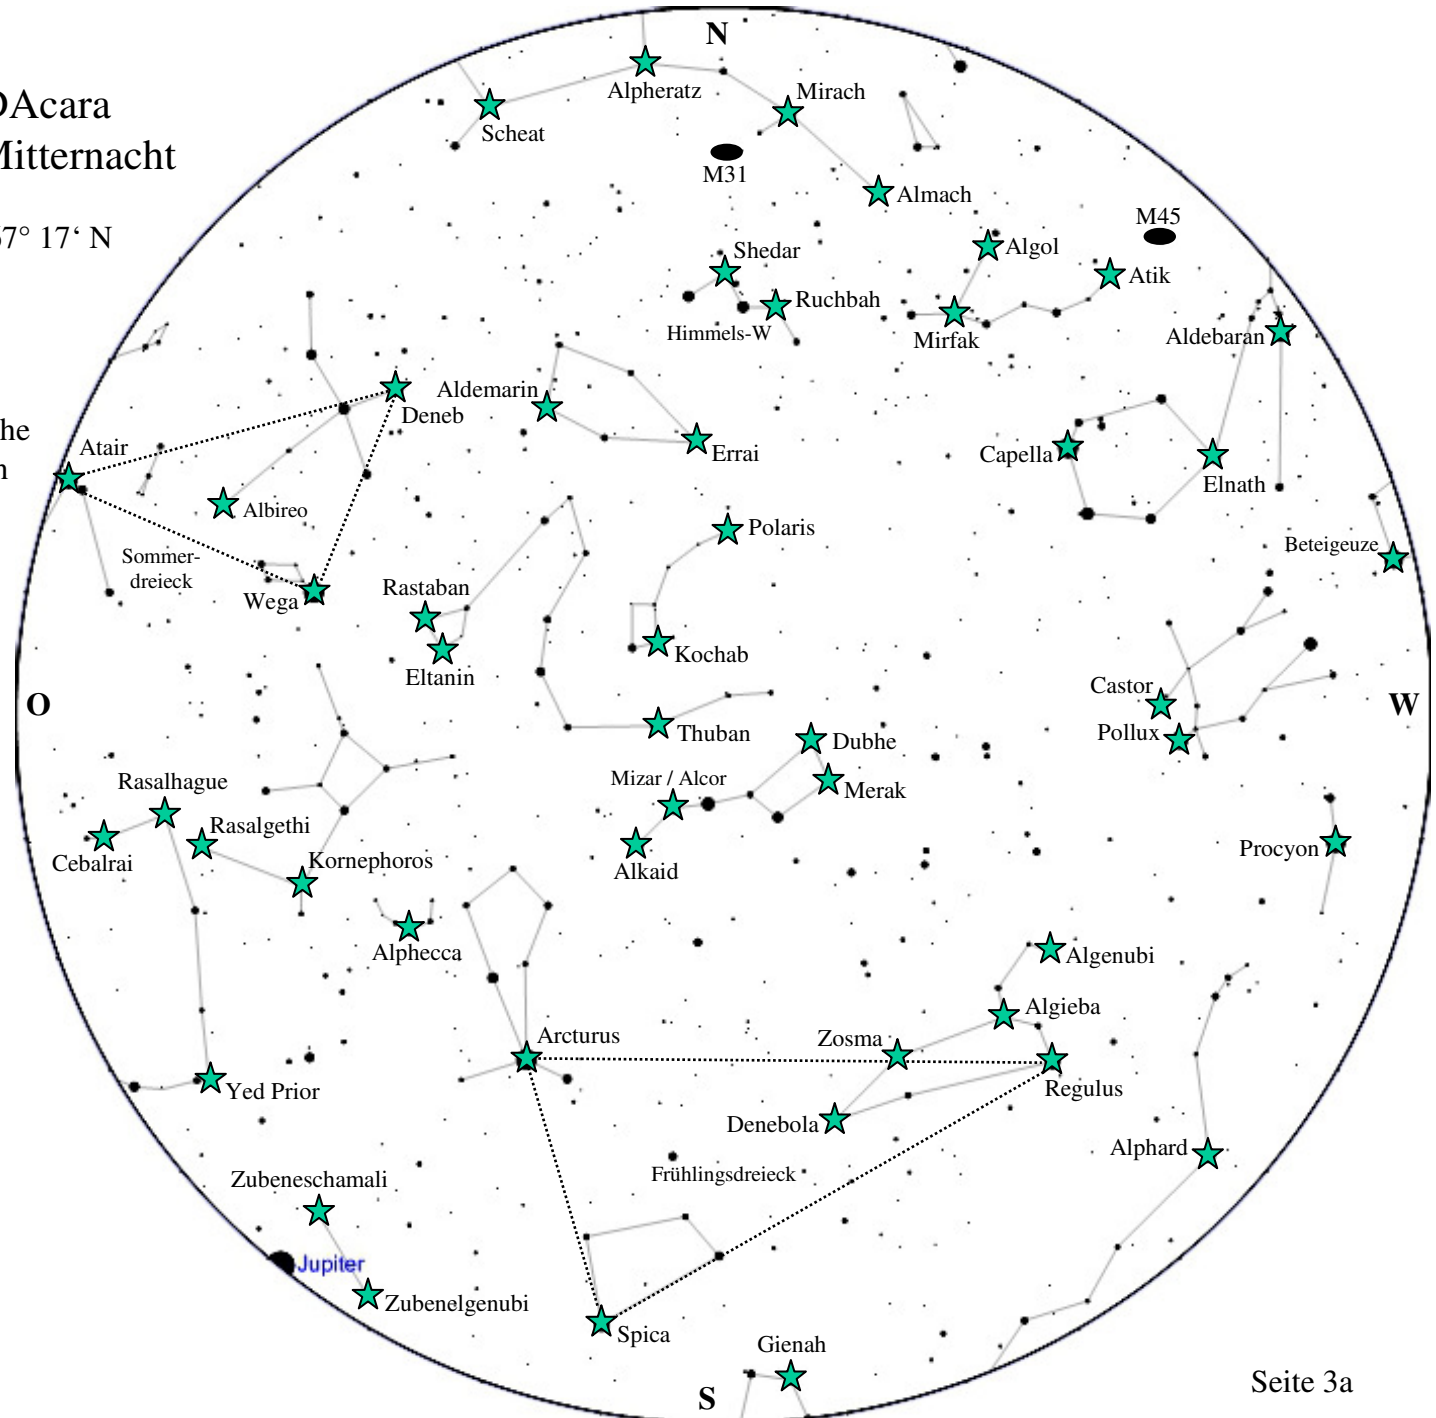 N
Alpheratz
Mirach
DAcara
Scheat
Mitternacht
M31
Almach
M45
57° 17‘ N
Shedar
Algol
Atik
Ruchbah
Himmels-W
Mirfak
Aldebaran
Aldemarin
Deneb
he
n
Atair
Errai
Capella
Elnath
Albireo
Polaris
Sommer-
dreieck
Beteigeuze
Wega
Rastaban
Kochab
Eltanin
Castor
O
W
Thuban
Pollux
Dubhe
Mizar / Alcor
Merak
Rasalhague
Rasalgethi
Cebalrai
Kornephoros
Alkaid
Procyon
Alphecca
Algenubi
Algieba
Arcturus
Zosma
Yed Prior
Regulus
Denebola
Alphard
Frühlingsdreieck
Zubeneschamali
Jupiter
Zubenelgenubi
Spica
Gienah
Seite 3a
S